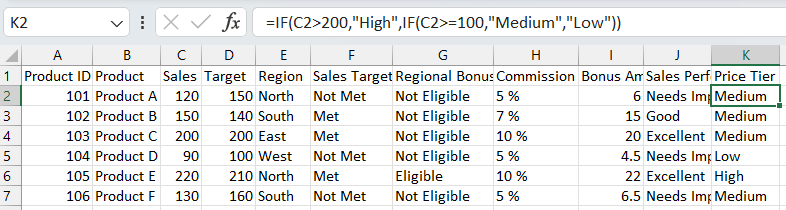 K2 fx =IF(C2>200,"High",IF(C2>=100,"Medium","Low"))
A B C D E F G H I J K
1 Product ID Product Sales Target Region Sales Target Regional Bonus Commission Bonus Am Sales Perf Price Tier
2 101 Product A 120 150 North Not Met Not Eligible 5 % 6 Needs Imp Medium
3 102 Product B 150 140 South Met Not Eligible 7 % 15 Good Medium
4 103 Product C 200 200 East Met Not Eligible 10 % 20 Excellent Medium
5 104 Product D 90 100 West Not Met Not Eligible 5 % 4.5 Needs Imp Low
6 105 Product E 220 210 North Met Eligible 10 % 22 Excellent High
7 106 Product F 130 160 South Not Met Not Eligible 5 % 6.5 Needs Imp Medium